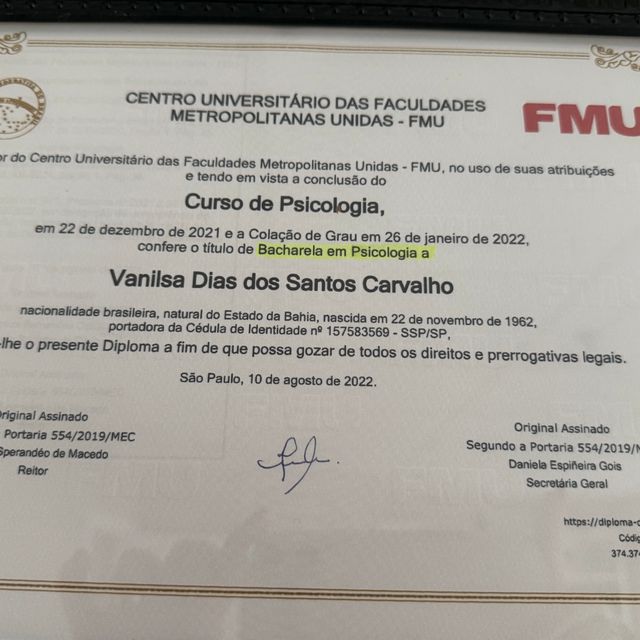 CENTRO UNIVERSITÁRIO DAS FACULDADES
METROPOLITANAS UNIDAS - FMU
FMU
or do Centro Universitário das Faculdades Metropolitanas Unidas - FMU, no uso de suas atribuições
e tendo em vista a conclusão do
Curso de Psicologia,
em 22 de dezembro de 2021 e a Colação de Grau em 26 de janeiro de 2022,
confere o título de Bacharela em Psicologia a
Vanilsa Dias dos Santos Carvalho
nacionalidade brasileira, natural do Estado da Bahia, nascida em 22 de novembro de 1962,
portadora da Cédula de Identidade nº 157583569 - SSP/SP,
-lhe o presente Diploma a fim de que possa gozar de todos os direitos e prerrogativas legais.
São Paulo, 10 de agosto de 2022.
Original Assinado
Portaria 554/2019/MEC
Sperandéo de Macedo
Reitor
Original Assinado
Segundo a Portaria 554/2019/M
Daniela Espiñeira Gois
Secretária Geral
https://diploma-
Códig
374.374